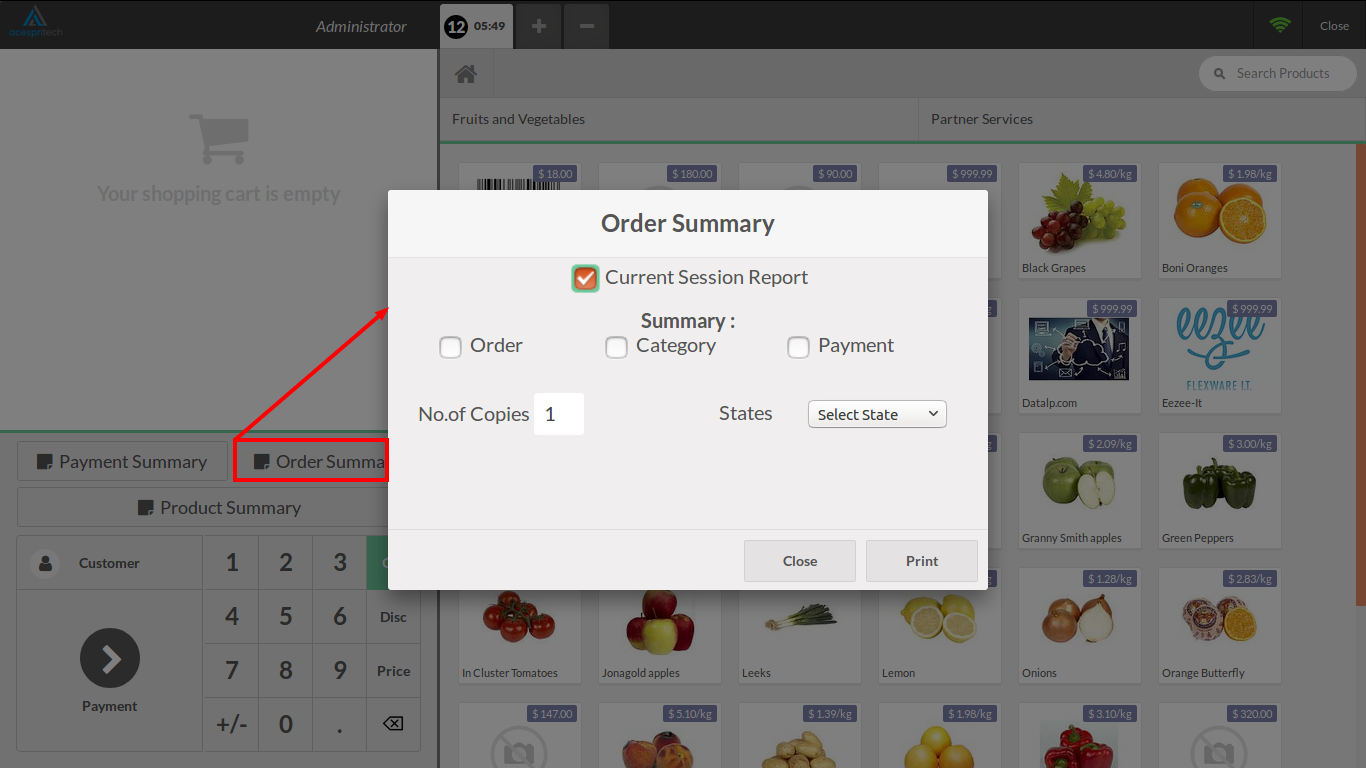 acespritech
Administrator
12 05:49 + −
Close
Search Products
Fruits and Vegetables
Partner Services
Your shopping cart is empty
$ 18.00
$ 180.00
$ 90.00
$ 999.99
$ 4.80/kg
$ 1.98/kg
Black Grapes
Boni Oranges
Order Summary
Current Session Report
Summary :
Order
Category
Payment
No.of Copies 1
States
Select State
Close
Print
$ 999.99
$ 999.99
eezee
FLEXWARE I.T.
Datalp.com
Eezee-It
$ 2.09/kg
$ 3.00/kg
Granny Smith apples
Green Peppers
Payment Summary
Order Summa
Product Summary
Customer
1 2 3
4 5 6 Disc
7 8 9 Price
+/- 0 .
Payment
$ 1.28/kg
$ 2.83/kg
In Cluster Tomatoes
Jonagold apples
Leeks
Lemon
Onions
Orange Butterfly
$ 147.00
$ 5.10/kg
$ 1.39/kg
$ 1.98/kg
$ 3.10/kg
$ 320.00